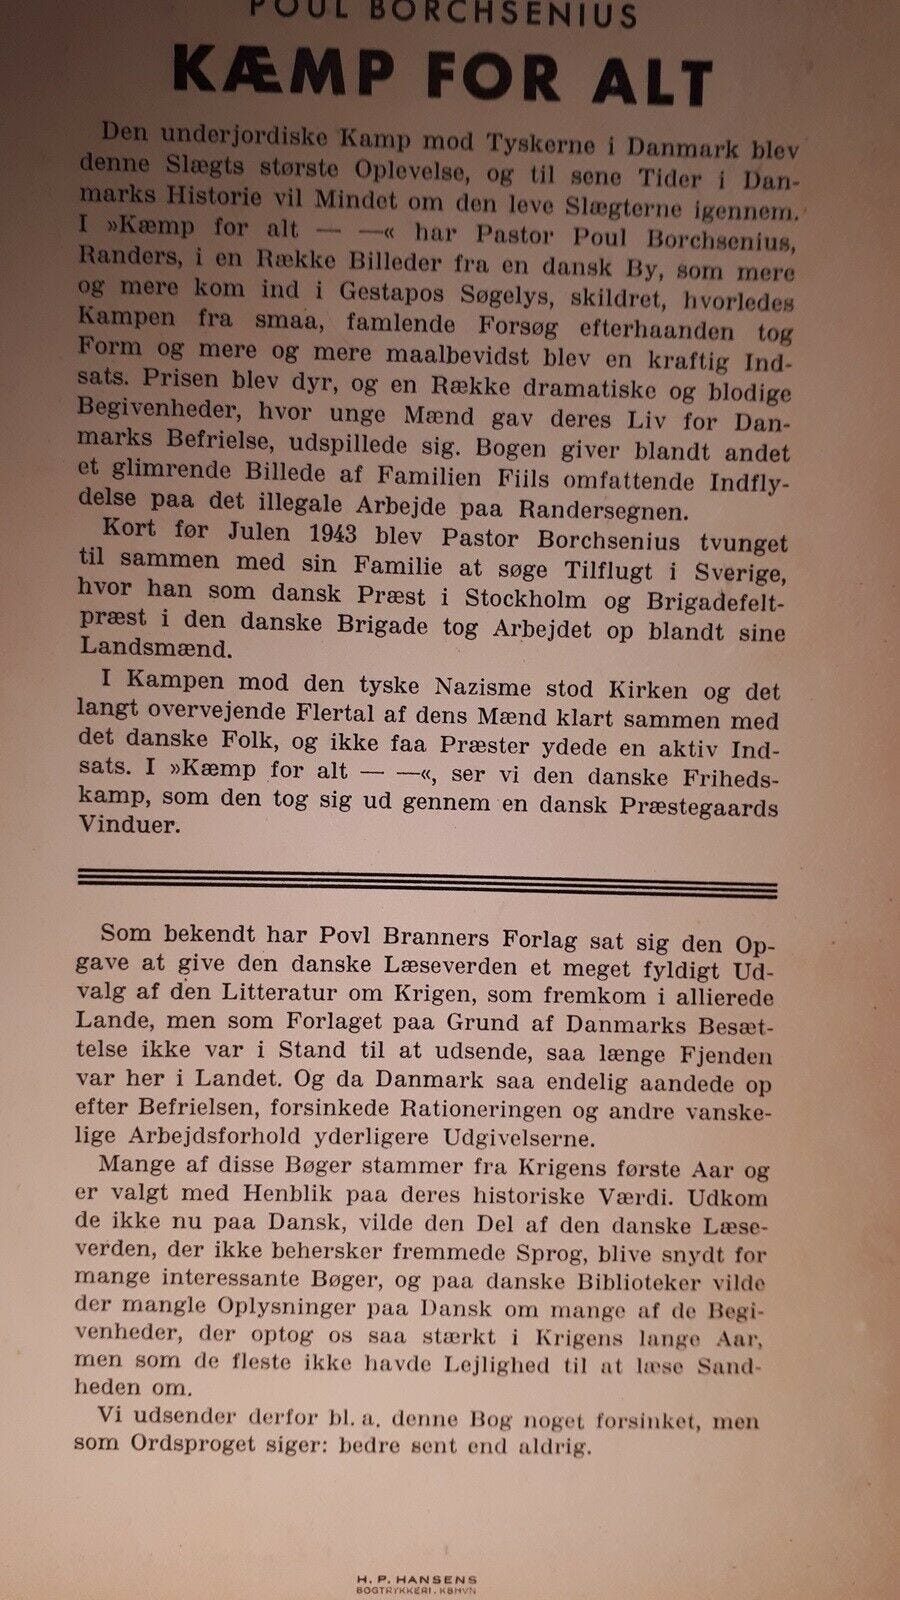 POUL BORCHSENIUS
KÆMP FOR ALT
Den underjordiske Kamp mod Tyskerne i Danmark blev
denne Slægts største Oplevelse, og til sene Tider i Dan-
marks Historie vil Mindet om den leve Slægterne igennem.
I »Kæmp for alt — —« har Pastor Poul Borchsenius,
Randers, i en Række Billeder fra en dansk By, som mere
og mere kom ind i Gestapos Søgelys, skildret, hvorledes
Kampen fra smaa, famlende Forsøg efterhaanden tog
Form og mere og mere maalbevidst blev en kraftig Ind-
sats. Prisen blev dyr, og en Række dramatiske og blodige
Begivenheder, hvor unge Mænd gav deres Liv for Dan-
marks Befrielse, udspillede sig. Bogen giver blandt andet
et glimrende Billede af Familien Fiils omfattende Indfly-
delse paa det illegale Arbejde paa Randersegnen.
Kort før Julen 1943 blev Pastor Borchsenius tvunget
til sammen med sin Familie at søge Tilflugt i Sverige,
hvor han som dansk Præst i Stockholm og Brigadefelt-
præst i den danske Brigade tog Arbejdet op blandt sine
Landsmænd.
I Kampen mod den tyske Nazisme stod Kirken og det
langt overvejende Flertal af dens Mænd klart sammen med
det danske Folk, og ikke faa Præster ydede en aktiv Ind-
sats. I »Kæmp for alt — —«, ser vi den danske Friheds-
kamp, som den tog sig ud gennem en dansk Præstegaards
Vinduer.
Som bekendt har Povl Branners Forlag sat sig den Op-
gave at give den danske Læseverden et meget fyldigt Ud-
valg af den Litteratur om Krigen, som fremkom i allierede
Lande, men som Forlaget paa Grund af Danmarks Besæt-
telse ikke var i Stand til at udsende, saa længe Fjenden
var her i Landet. Og da Danmark saa endelig aandede op
efter Befrielsen, forsinkede Rationeringen og andre vanske-
lige Arbejdsforhold yderligere Udgivelserne.
Mange af disse Bøger stammer fra Krigens første Aar og
er valgt med Henblik paa deres historiske Værdi. Udkom
de ikke nu paa Dansk, vilde den Del af den danske Læse-
verden, der ikke behersker fremmede Sprog, blive snydt for
mange interessante Bøger, og paa danske Biblioteker vilde
der mangle Oplysninger paa Dansk om mange af de Begi-
venheder, der optog os saa stærkt i Krigens lange Aar,
men som de fleste ikke havde Lejlighed til at læse Sand-
heden om.
Vi udsender derfor bl. a. denne Bog noget forsinket, men
som Ordsproget siger: bedre sent end aldrig.
H. P. HANSENS
BOGTRYKKERI. KBHVN